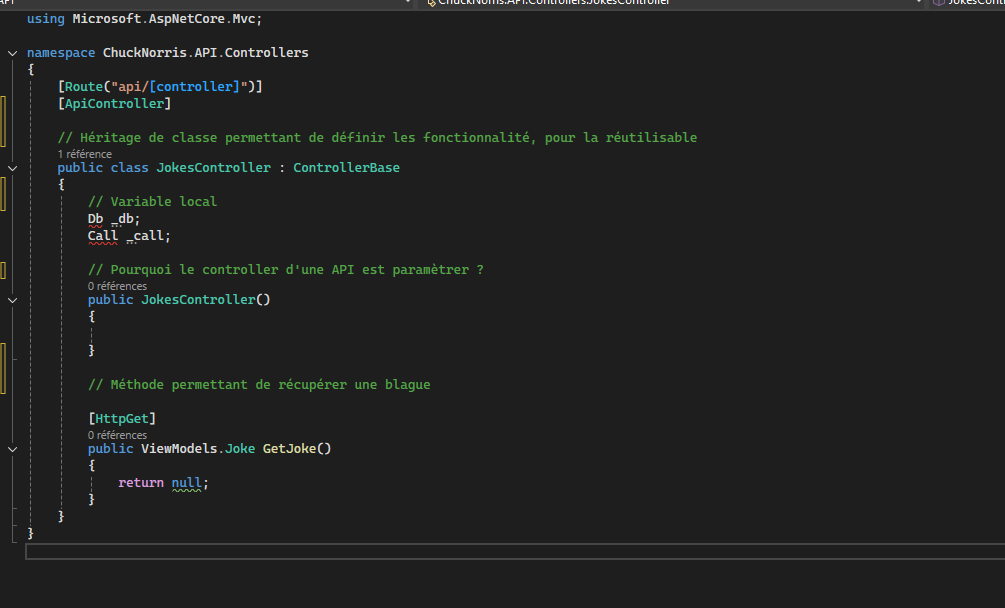 ChuckNorris.API.Controllers.JokesController
using Microsoft.AspNetCore.Mvc;
namespace ChuckNorris.API.Controllers
{
[Route("api/[controller]")]
[ApiController]
// Héritage de classe permettant de définir les fonctionnalité, pour la réutilisable
1 référence
public class JokesController : ControllerBase
{
// Variable local
Db _db;
Call _call;
// Pourquoi le controller d'une API est paramètrer ?
0 références
public JokesController()
{
}
// Méthode permettant de récupérer une blague
[HttpGet]
0 références
public ViewModels.Joke GetJoke()
{
return null;
}
}
}